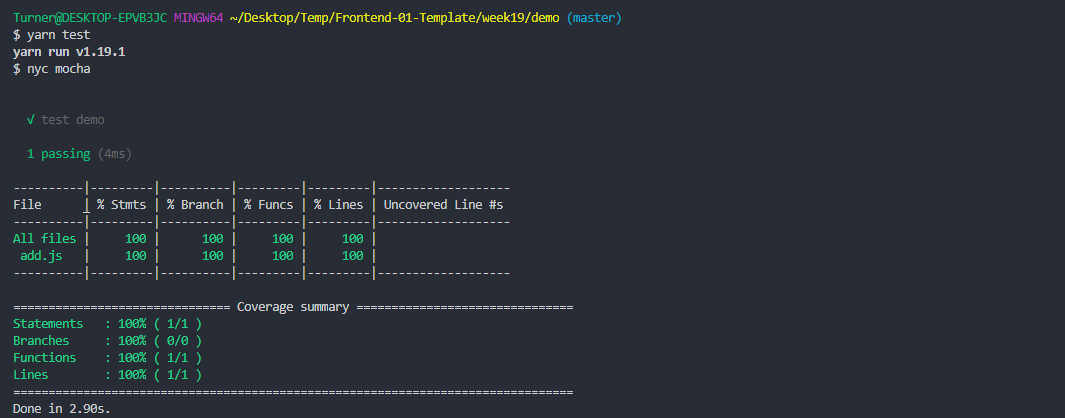 Turner@DESKTOP-EPVB3JC MINGW64 ~/Desktop/Temp/Frontend-01-Template/week19/demo (master)
$ yarn test
yarn run v1.19.1
$ nyc mocha
√ test demo
1 passing (4ms)
----------|---------|----------|---------|---------|-------------------
File      | % Stmts | % Branch | % Funcs | % Lines | Uncovered Line #s
----------|---------|----------|---------|---------|-------------------
All files |     100 |      100 |     100 |     100 |
 add.js   |     100 |      100 |     100 |     100 |
----------|---------|----------|---------|---------|-------------------
=============================== Coverage summary ===============================
Statements   : 100% ( 1/1 )
Branches     : 100% ( 0/0 )
Functions    : 100% ( 1/1 )
Lines        : 100% ( 1/1 )
================================================================================
Done in 2.90s.